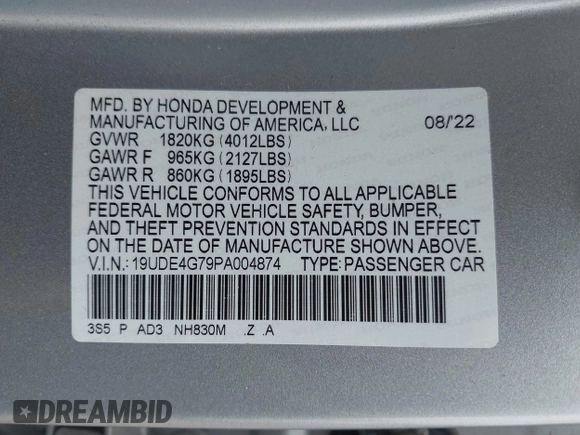 MFD. BY HONDA DEVELOPMENT &
MANUFACTURING OF AMERICA, LLC 08/'22
GVWR 1820KG (4012LBS)
GAWR F 965KG (2127LBS)
GAWR R 860KG (1895LBS)
THIS VEHICLE CONFORMS TO ALL APPLICABLE
FEDERAL MOTOR VEHICLE SAFETY, BUMPER,
AND THEFT PREVENTION STANDARDS IN EFFECT
ON THE DATE OF MANUFACTURE SHOWN ABOVE.
V.I.N.: 19UDE4G79PA004874 TYPE: PASSENGER CAR
3S5 P AD3 NH830M .Z .A
DREAMBID